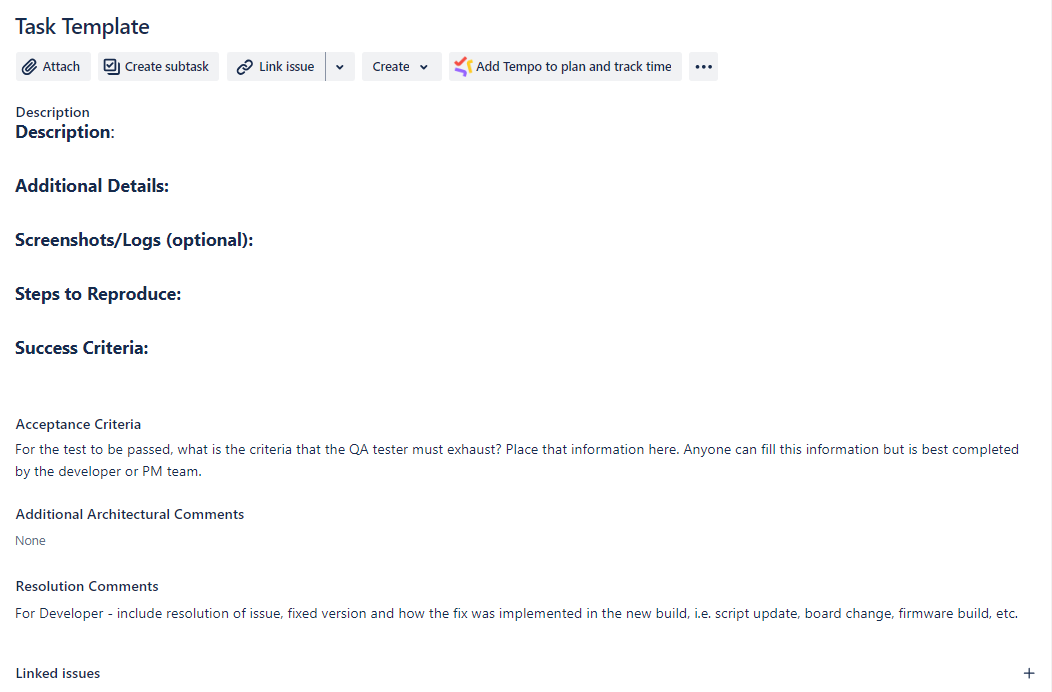 Task Template
Attach Create subtask Link issue Create Add Tempo to plan and track time
Description
Description:
Additional Details:
Screenshots/Logs (optional):
Steps to Reproduce:
Success Criteria:
Acceptance Criteria
For the test to be passed, what is the criteria that the QA tester must exhaust? Place that information here. Anyone can fill this information but is best completed
by the developer or PM team.
Additional Architectural Comments
None
Resolution Comments
For Developer - include resolution of issue, fixed version and how the fix was implemented in the new build, i.e. script update, board change, firmware build, etc.
Linked issues